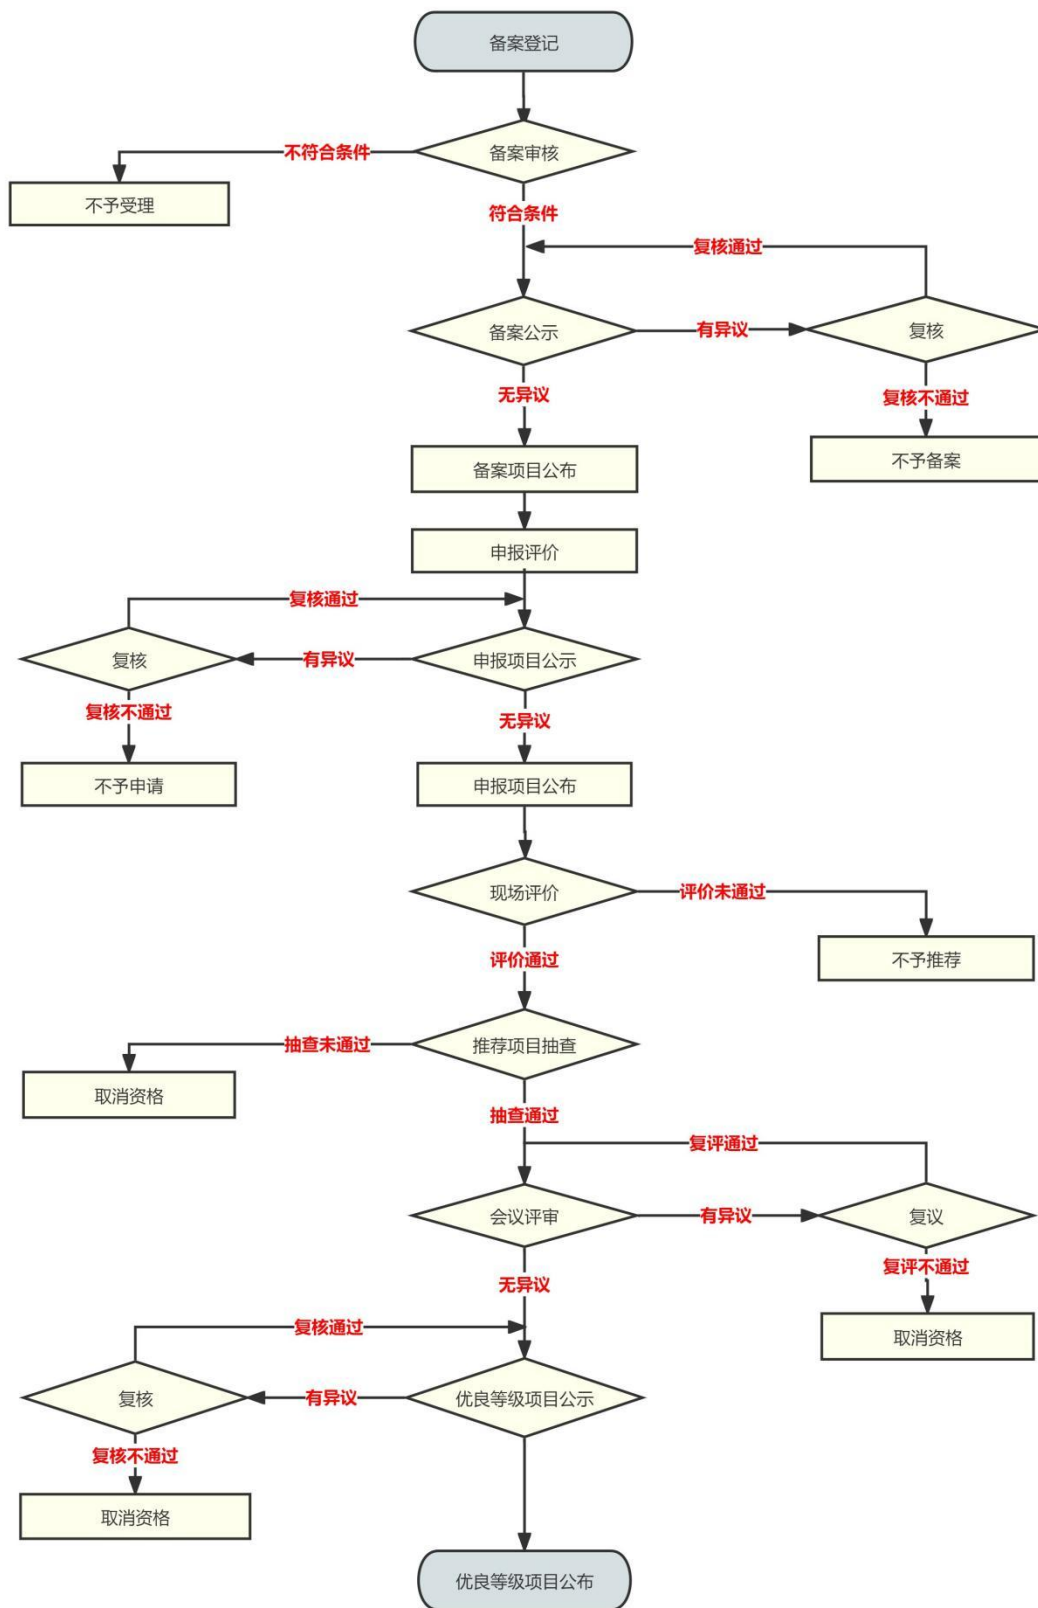 备案登记
备案审核
不符合条件
不予受理
符合条件
复核通过
备案公示
有异议
复核
无异议
复核不通过
备案项目公布
不予备案
申报评价
复核通过
复核
有异议
申报项目公示
复核不通过
无异议
不予申请
申报项目公布
现场评价
评价未通过
评价通过
不予推荐
抽查未通过
推荐项目抽查
取消资格
抽查通过
复评通过
会议评审
有异议
复议
复评不通过
无异议
复核通过
取消资格
复核
有异议
优良等级项目公示
复核不通过
取消资格
优良等级项目公布